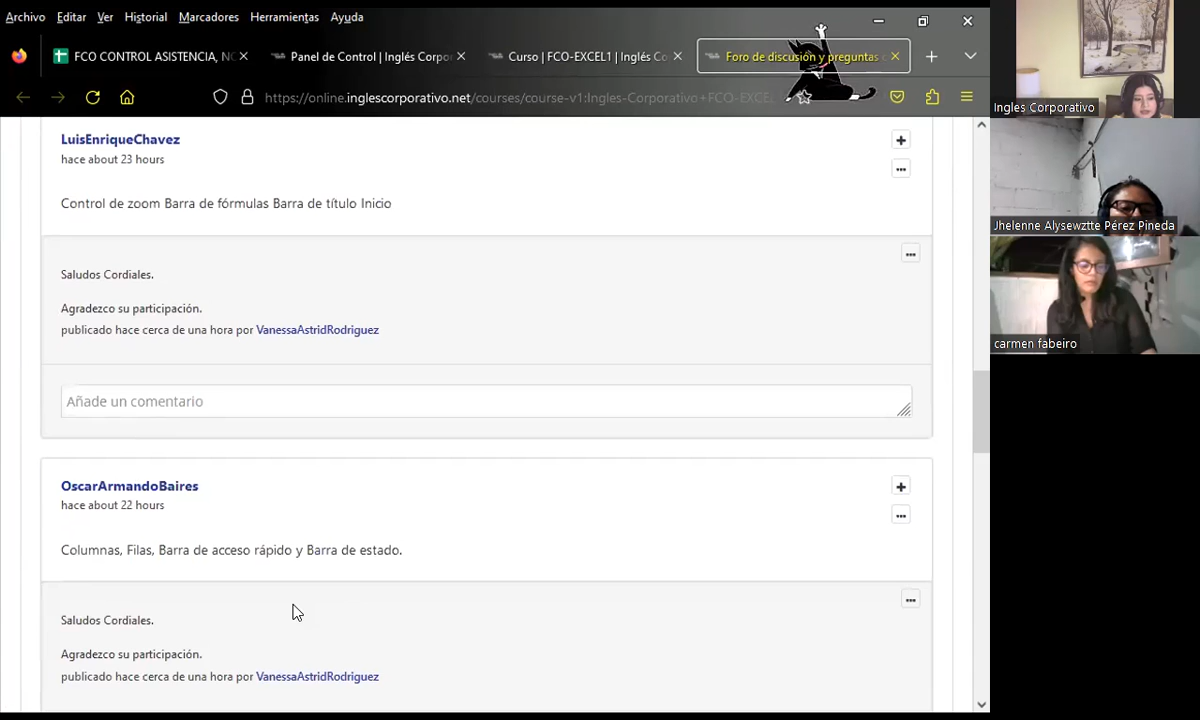 Archivo Editar Ver Historial Marcadores Herramientas Ayuda
FCO CONTROL ASISTENCIA, NO
Panel de Control | Inglés Corpor
Curso | FCO-EXCEL1 | Inglés Co
Foro de discusión y preguntas
https://online.inglescorporativo.net/courses/course-v1:Ingles-Corporativo+FCO-EXCEL
LuisEnriqueChavez
hace about 23 hours
Control de zoom Barra de fórmulas Barra de título Inicio
Saludos Cordiales.
Agradezco su participación.
publicado hace cerca de una hora por VanessaAstridRodriguez
Añade un comentario
OscarArmandoBaires
hace about 22 hours
Columnas, Filas, Barra de acceso rápido y Barra de estado.
Saludos Cordiales.
Agradezco su participación.
publicado hace cerca de una hora por VanessaAstridRodriguez
Ingles Corporativo
Jhelenne Alysewztte Pérez Pineda
carmen fabeiro